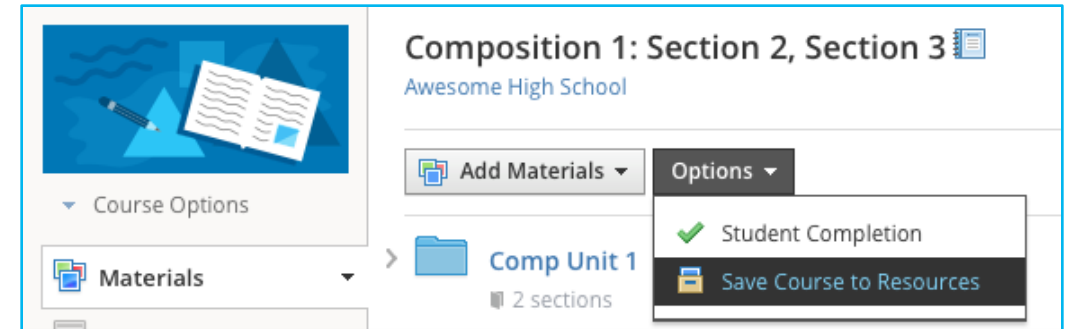 Composition 1: Section 2, Section 3
Awesome High School
Add Materials
Options
Course Options
Student Completion
Materials
Comp Unit 1
Save Course to Resources
2 sections